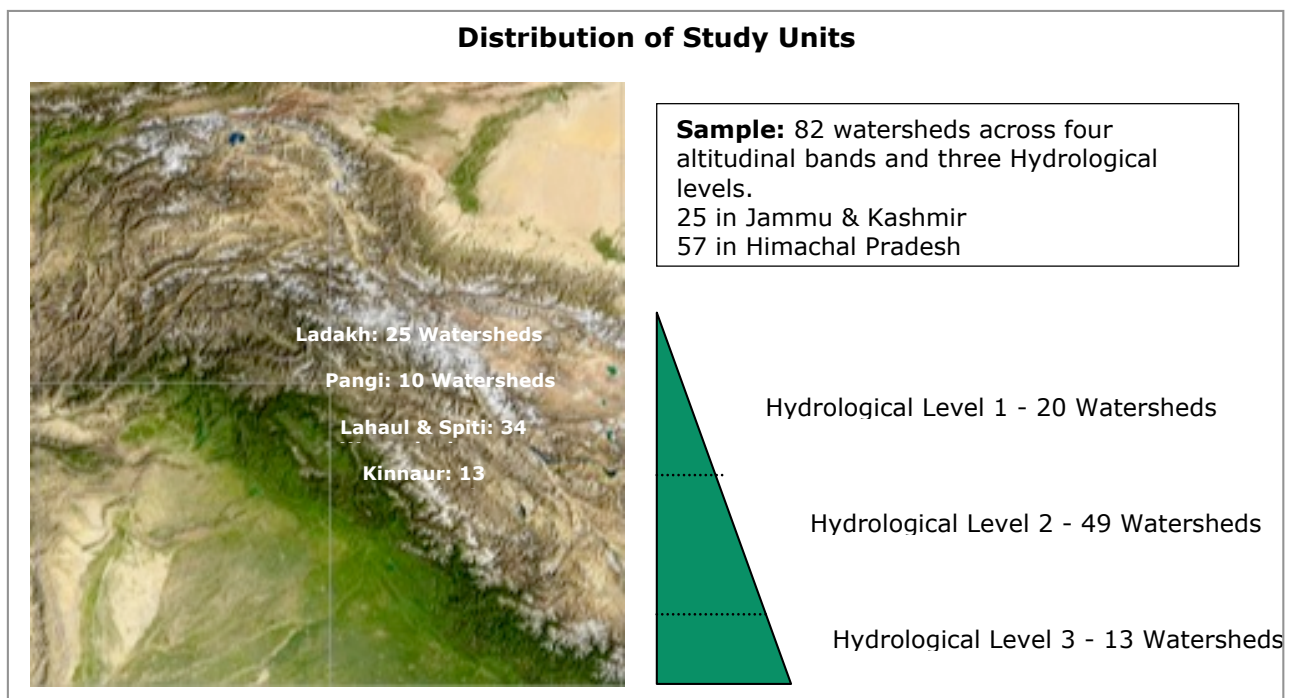 Distribution of Study Units
Sample: 82 watersheds across four
altitudinal bands and three Hydrological
levels.
25 in Jammu & Kashmir
57 in Himachal Pradesh
Ladakh: 25 Watersheds
Pangi: 10 Watersheds
Lahaul & Spiti: 34
Kinnaur: 13
Hydrological Level 1 - 20 Watersheds
Hydrological Level 2 - 49 Watersheds
Hydrological Level 3 - 13 Watersheds